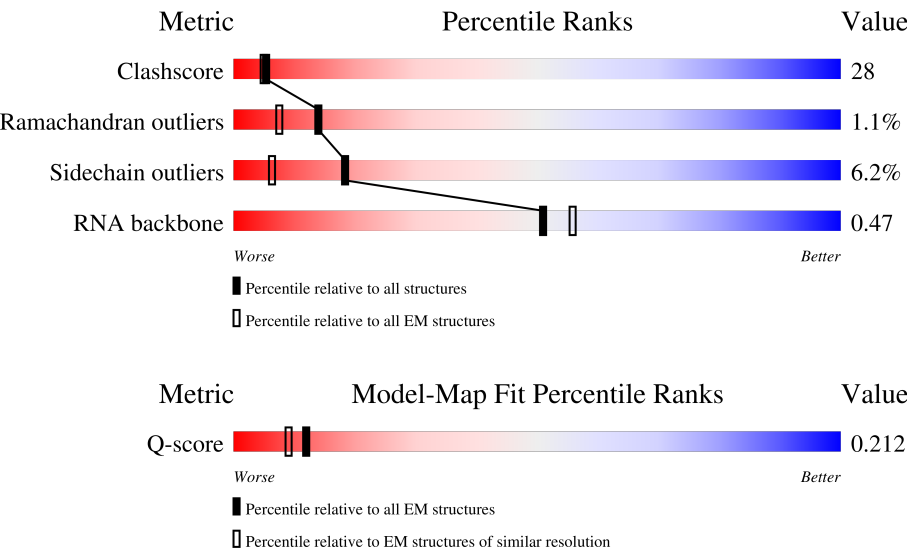 Metric Percentile Ranks Value
Clashscore 28
Ramachandran outliers 1.1%
Sidechain outliers 6.2%
RNA backbone 0.47
Worse Better
Percentile relative to all structures
Percentile relative to all EM structures
Metric Model-Map Fit Percentile Ranks Value
Q-score 0.212
Worse Better
Percentile relative to all EM structures
Percentile relative to EM structures of similar resolution